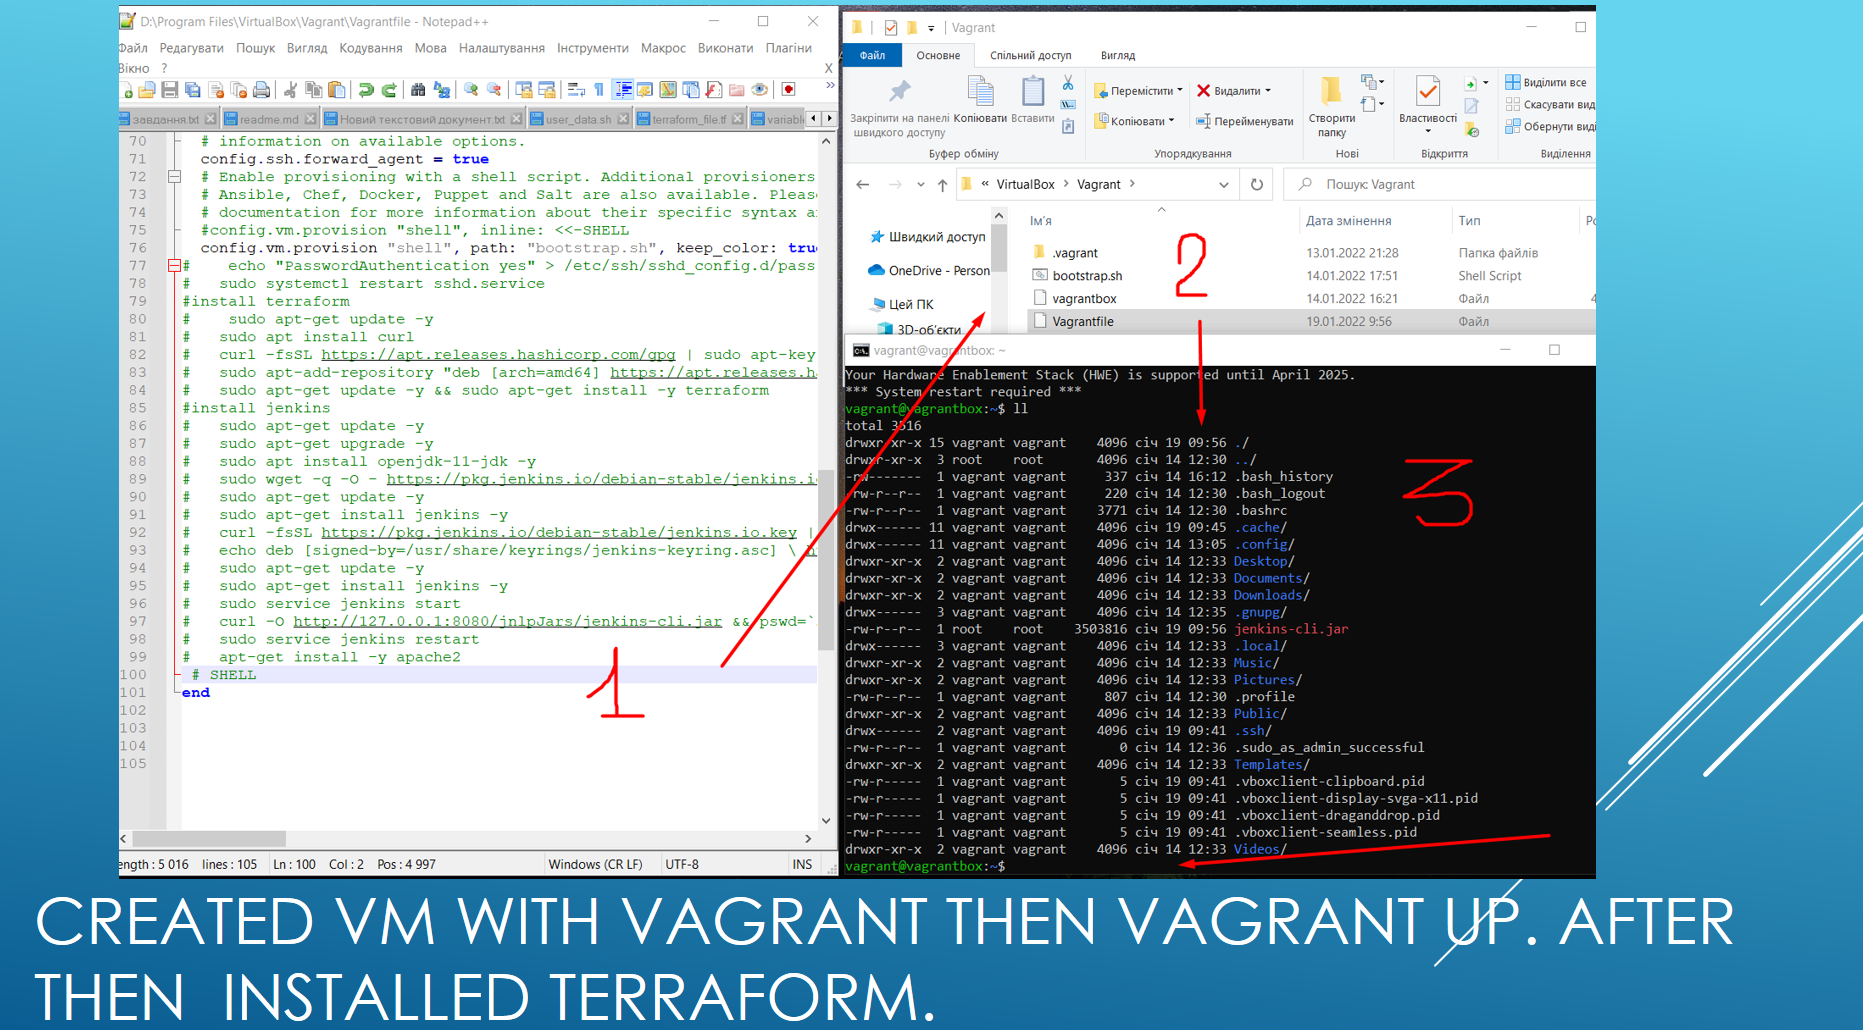 D:\Program Files\VirtualBox\Vagrant\Vagrantfile - Notepad++
Файл Редагувати Пошук Вигляд Кодування Мова Налаштування Інструменти Макрос Виконати Плагіни
Вікно ? X
завдання.txt readme.md Новий текстовий документ.txt user_data.sh terraform_file.tf variabl
70 # information on available options.
71 config.ssh.forward_agent = true
72 # Enable provisioning with a shell script. Additional provisioners
73 # Ansible, Chef, Docker, Puppet and Salt are also available. Pleas
74 # documentation for more information about their specific syntax a
75 #config.vm.provision "shell", inline: <<-SHELL
76 config.vm.provision "shell", path: "bootstrap.sh", keep_color: tru
77 # echo "PasswordAuthentication yes" > /etc/ssh/sshd_config.d/pass
78 # sudo systemctl restart sshd.service
79 #install terraform
80 # sudo apt-get update -y
81 # sudo apt install curl
82 # curl -fsSL https://apt.releases.hashicorp.com/gpg | sudo apt-key
83 # sudo apt-add-repository "deb [arch=amd64] https://apt.releases.h
84 # sudo apt-get update -y && sudo apt-get install -y terraform
85 #install jenkins
86 # sudo apt-get update -y
87 # sudo apt-get upgrade -y
88 # sudo apt install openjdk-11-jdk -y
89 # sudo wget -q -O - https://pkg.jenkins.io/debian-stable/jenkins.i
90 # sudo apt-get update -y
91 # sudo apt-get install jenkins -y
92 # curl -fsSL https://pkg.jenkins.io/debian-stable/jenkins.io.key |
93 # echo deb [signed-by=/usr/share/keyrings/jenkins-keyring.asc] \ h
94 # sudo apt-get update -y
95 # sudo apt-get install jenkins -y
96 # sudo service jenkins start
97 # curl -O http://127.0.0.1:8080/jnlpJars/jenkins-cli.jar && pswd=`
98 # sudo service jenkins restart
99 # apt-get install -y apache2
100 # SHELL
101 end
102
103
104
105
1
ength : 5 016 lines : 105 Ln : 100 Col : 2 Pos : 4 997 Windows (CR LF) UTF-8 INS
Vagrant
Файл Основне Спільний доступ Вигляд
Закріпити на панелі швидкого доступу
Копіювати Вставити
Перемістити Видалити
Копіювати Перейменувати
Створити папку
Властивості
Виділити все
Скасувати вид
Обернути виді
Буфер обміну Упорядкування Нові Відкриття Виділення
« VirtualBox > Vagrant > Пошук: Vagrant
Ім'я Дата змінення Тип Ро
Швидкий доступ
OneDrive - Person
Цей ПК
3D-об'єкти
.vagrant 13.01.2022 21:28 Папка файлів
bootstrap.sh 14.01.2022 17:51 Shell Script
vagrantbox 14.01.2022 16:21 Файл 4
Vagrantfile 19.01.2022 9:56 Файл
2
vagrant@vagrantbox: ~
Your Hardware Enablement Stack (HWE) is supported until April 2025.
*** System restart required ***
vagrant@vagrantbox:~$ ll
total 3516
drwxr-xr-x 15 vagrant vagrant 4096 січ 19 09:56 ./
drwxr-xr-x 3 root root 4096 січ 14 12:30 ../
-rw------- 1 vagrant vagrant 337 січ 14 16:12 .bash_history
-rw-r--r-- 1 vagrant vagrant 220 січ 14 12:30 .bash_logout
-rw-r--r-- 1 vagrant vagrant 3771 січ 14 12:30 .bashrc
drwx------ 11 vagrant vagrant 4096 січ 19 09:45 .cache/
drwx------ 11 vagrant vagrant 4096 січ 14 13:05 .config/
drwxr-xr-x 2 vagrant vagrant 4096 січ 14 12:33 Desktop/
drwxr-xr-x 2 vagrant vagrant 4096 січ 14 12:33 Documents/
drwxr-xr-x 2 vagrant vagrant 4096 січ 14 12:33 Downloads/
drwx------ 3 vagrant vagrant 4096 січ 14 12:35 .gnupg/
-rw-r--r-- 1 root root 3503816 січ 19 09:56 jenkins-cli.jar
drwx------ 3 vagrant vagrant 4096 січ 14 12:33 .local/
drwxr-xr-x 2 vagrant vagrant 4096 січ 14 12:33 Music/
drwxr-xr-x 2 vagrant vagrant 4096 січ 14 12:33 Pictures/
-rw-r--r-- 1 vagrant vagrant 807 січ 14 12:30 .profile
drwxr-xr-x 2 vagrant vagrant 4096 січ 14 12:33 Public/
drwx------ 2 vagrant vagrant 4096 січ 19 09:41 .ssh/
-rw-r--r-- 1 vagrant vagrant 0 січ 14 12:36 .sudo_as_admin_successful
drwxr-xr-x 2 vagrant vagrant 4096 січ 14 12:33 Templates/
-rw-r----- 1 vagrant vagrant 5 січ 19 09:41 .vboxclient-clipboard.pid
-rw-r----- 1 vagrant vagrant 5 січ 19 09:41 .vboxclient-display-svga-x11.pid
-rw-r----- 1 vagrant vagrant 5 січ 19 09:41 .vboxclient-draganddrop.pid
-rw-r----- 1 vagrant vagrant 5 січ 19 09:41 .vboxclient-seamless.pid
drwxr-xr-x 2 vagrant vagrant 4096 січ 14 12:33 Videos/
vagrant@vagrantbox:~$
3
CREATED VM WITH VAGRANT THEN VAGRANT UP. AFTER
THEN INSTALLED TERRAFORM.